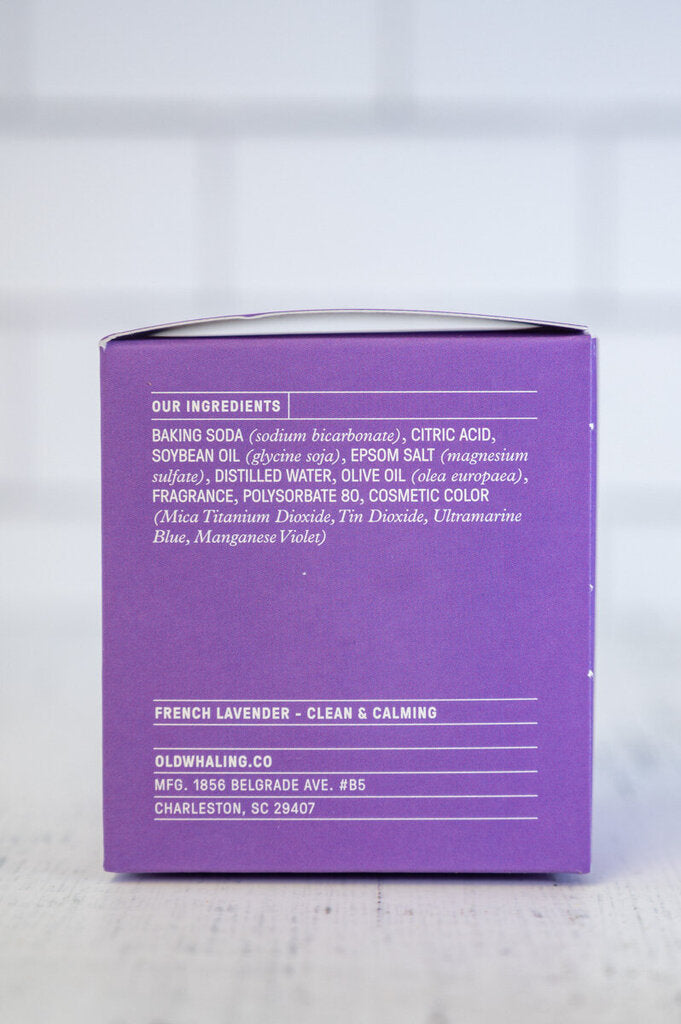 OUR INGREDIENTS
BAKING SODA (sodium bicarbonate), CITRIC ACID,
SOYBEAN OIL (glycine soja), EPSOM SALT (magnesium
sulfate), DISTILLED WATER, OLIVE OIL (olea europaea),
FRAGRANCE, POLYSORBATE 80, COSMETIC COLOR
(Mica Titanium Dioxide, Tin Dioxide, Ultramarine
Blue, Manganese Violet)
FRENCH LAVENDER - CLEAN & CALMING
OLDWHALING.CO
MFG. 1856 BELGRADE AVE. #B5
CHARLESTON, SC 29407